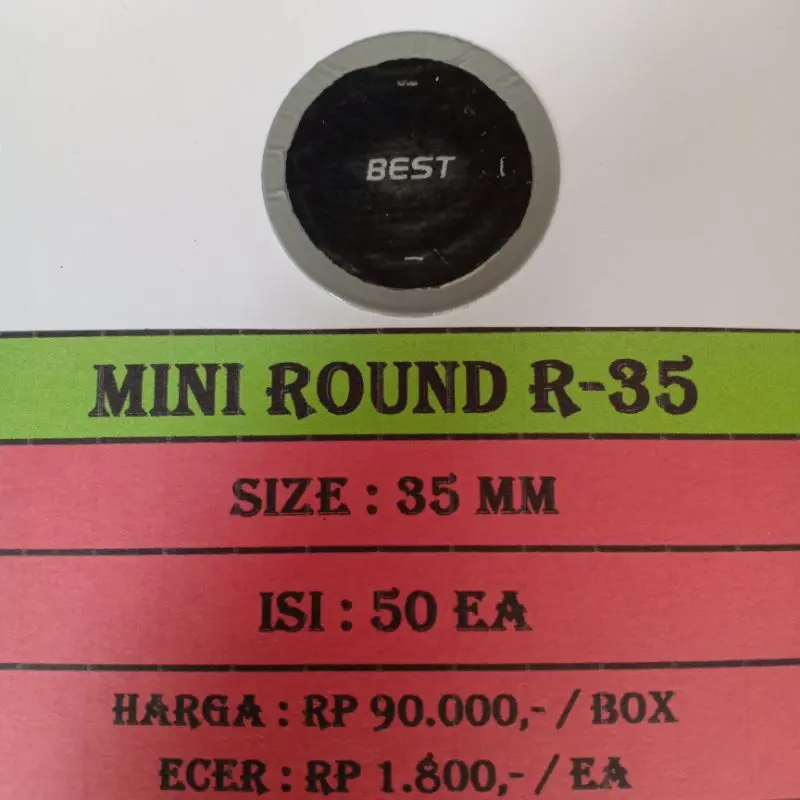 BEST
MINI ROUND R-35
SIZE : 35 MM
ISI : 50 EA
HARGA : RP 90.000,- / BOX
ECER : RP 1.800,- / EA